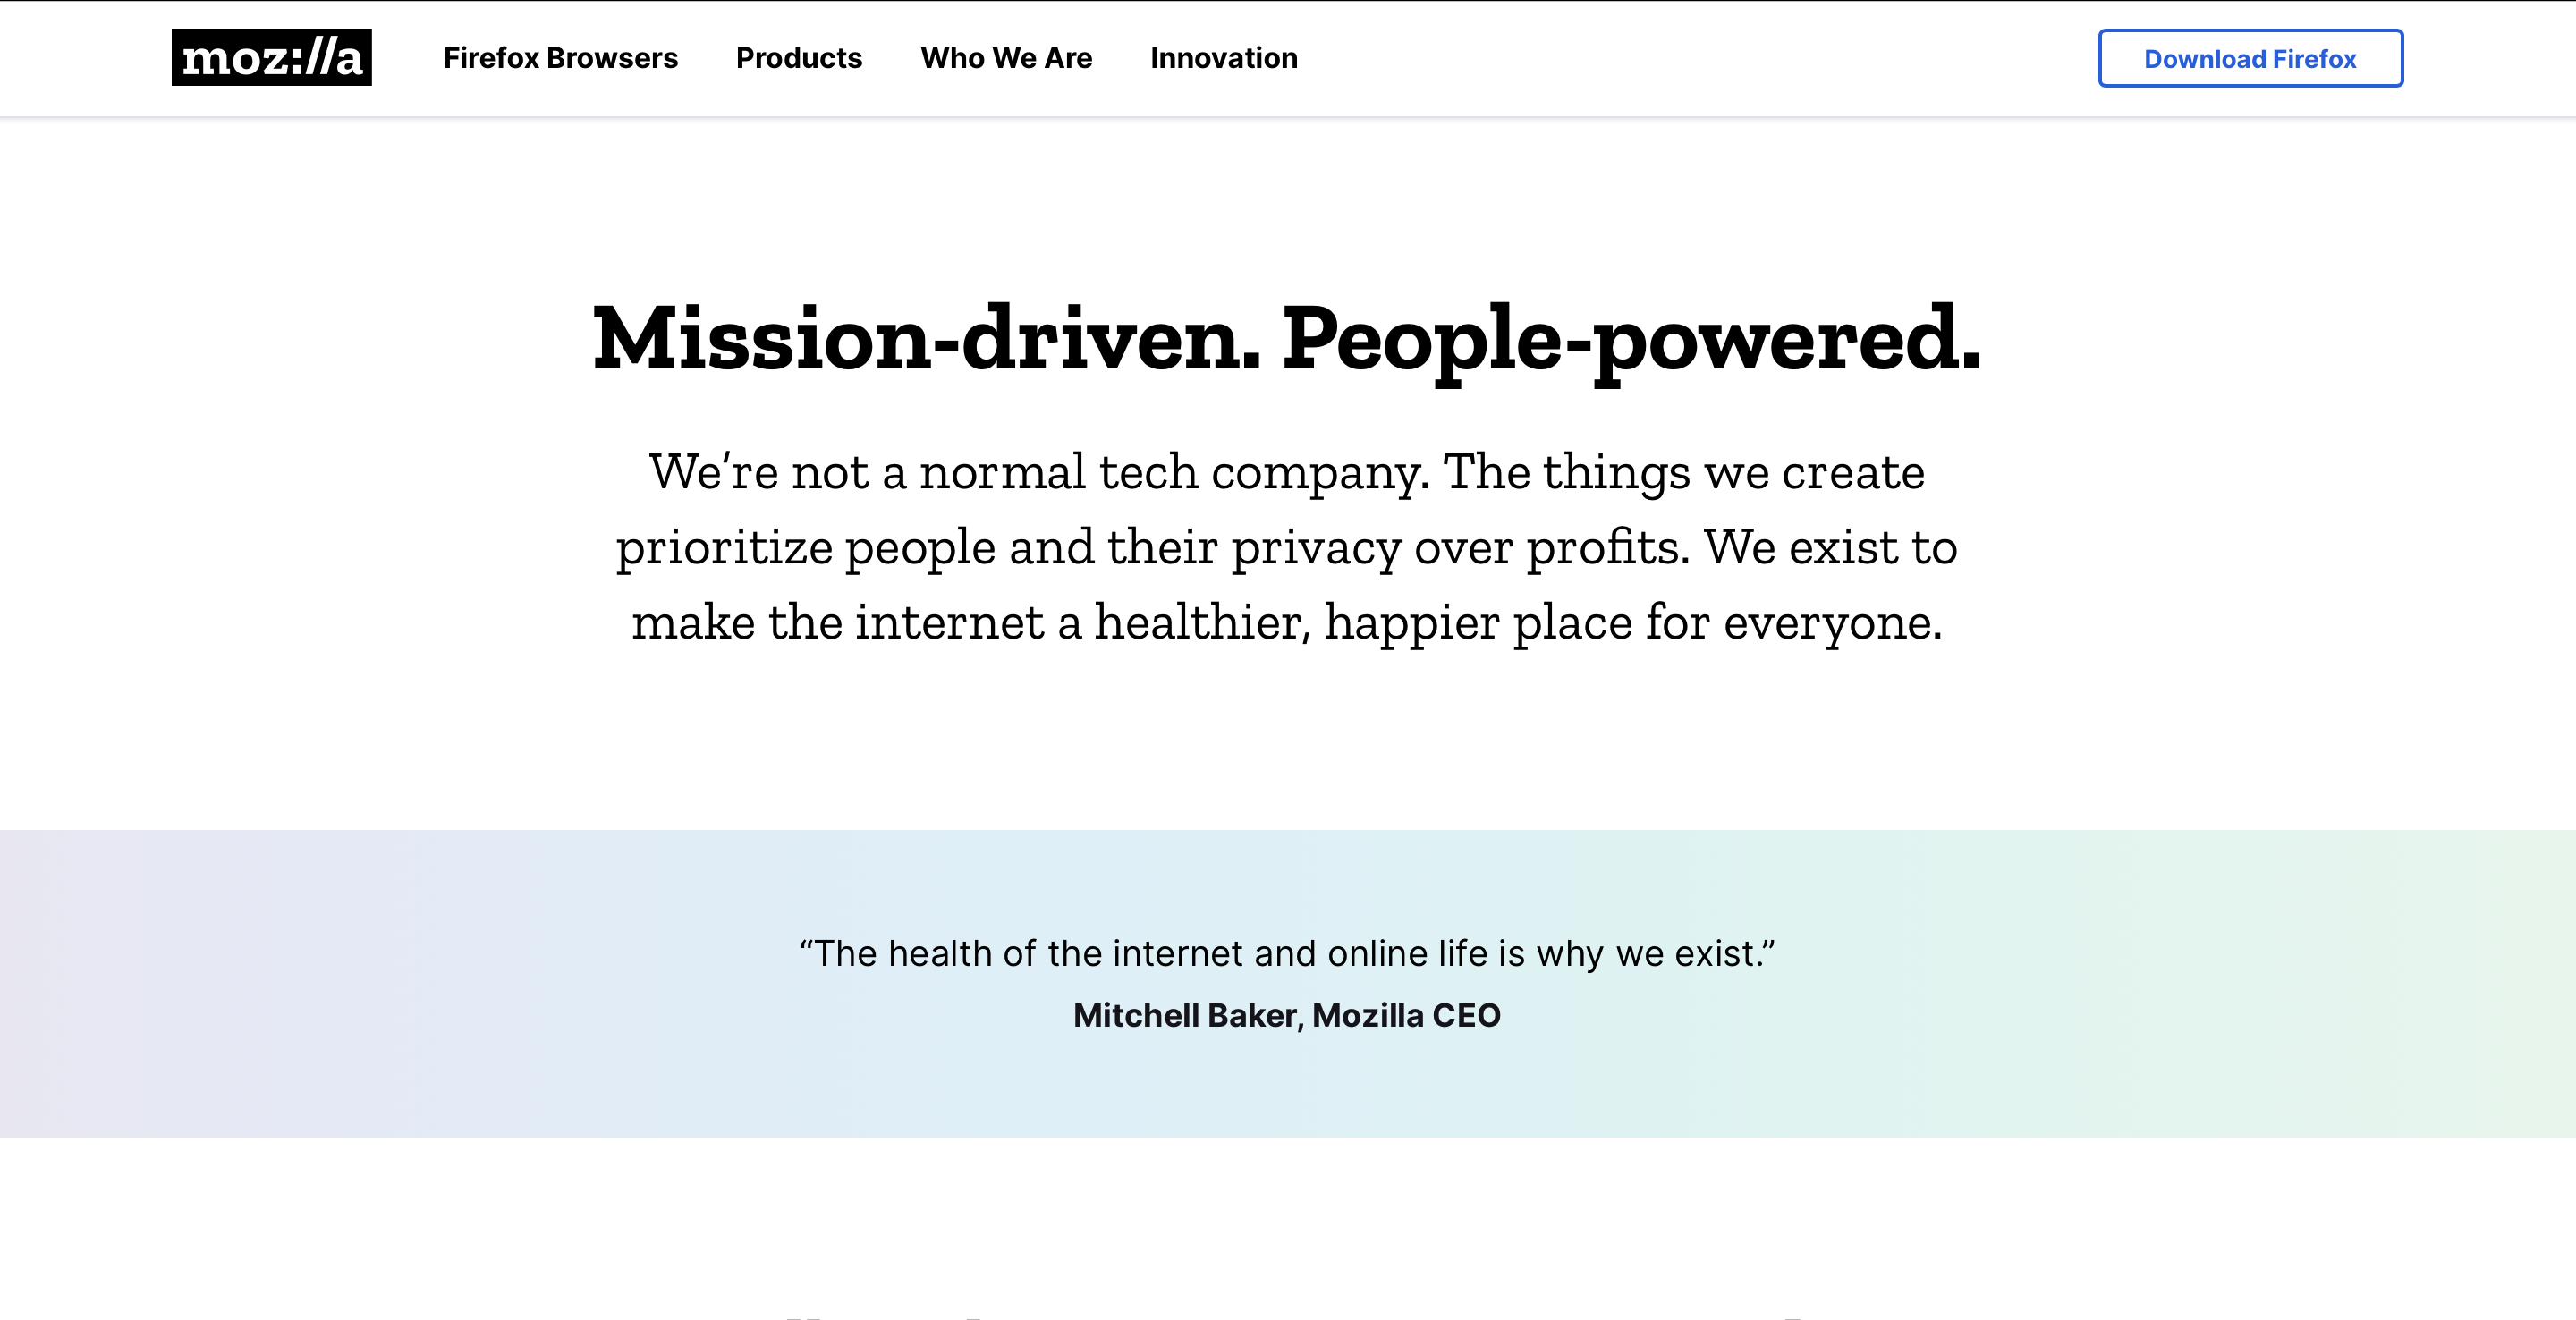 moz://a
Firefox Browsers Products Who We Are Innovation Download Firefox
Mission-driven. People-powered.
We’re not a normal tech company. The things we create
prioritize people and their privacy over profits. We exist to
make the internet a healthier, happier place for everyone.
“The health of the internet and online life is why we exist.”
Mitchell Baker, Mozilla CEO